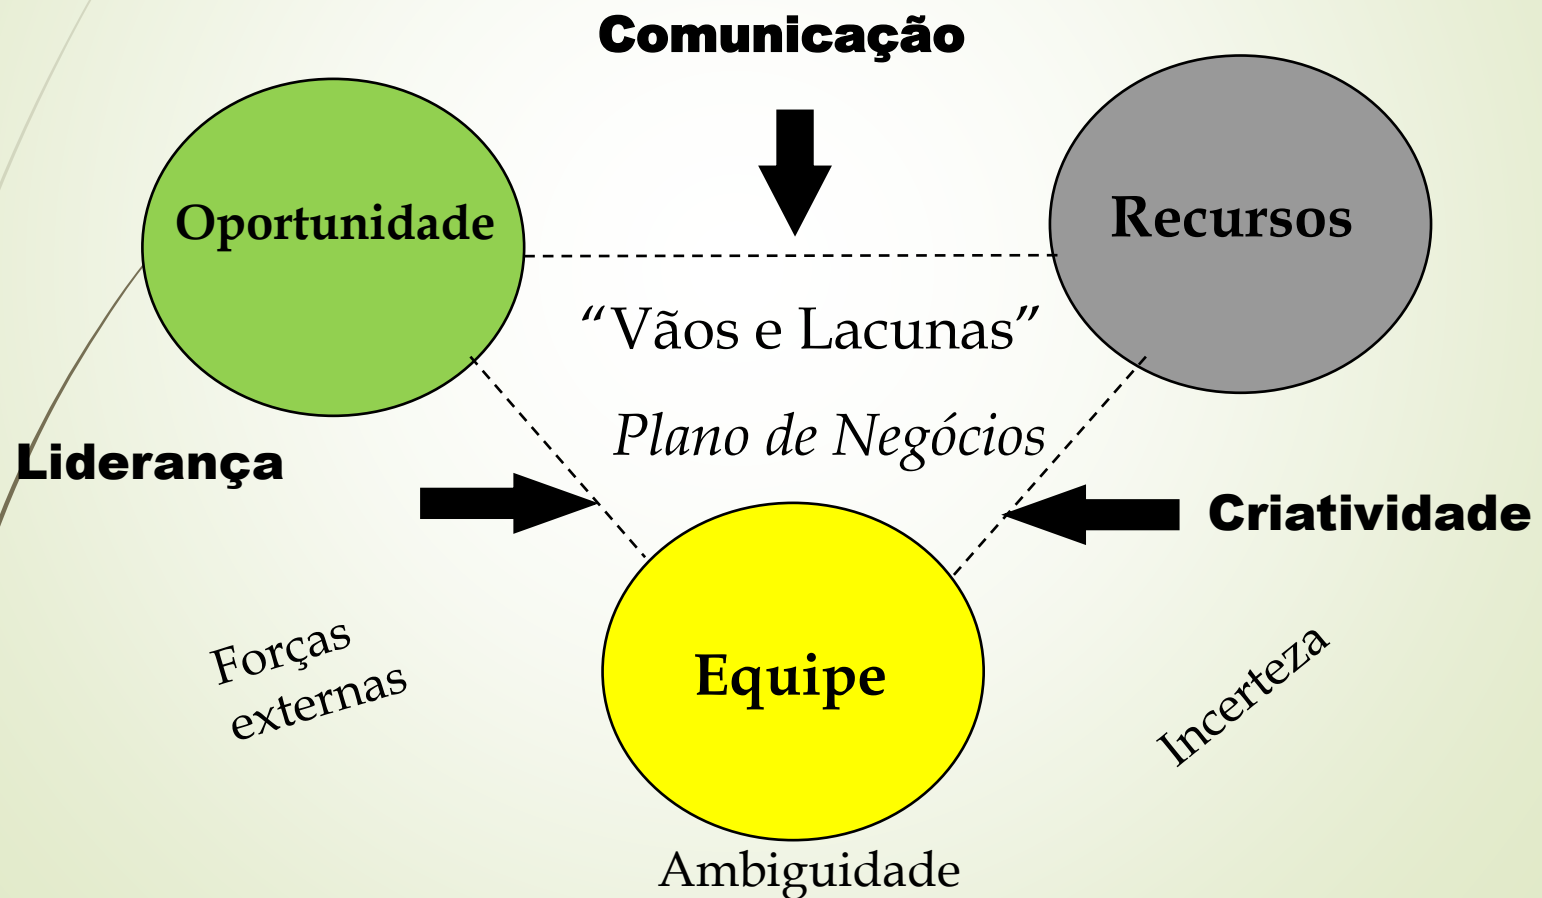 Comunicação
Oportunidade
Recursos
“Vãos e Lacunas”
Plano de Negócios
Liderança
Criatividade
Equipe
Forças
externas
Incerteza
Ambiguidade